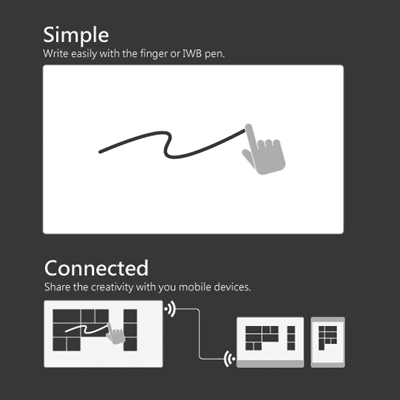 Simple
Write easily with the finger or IWB pen.
Connected
Share the creativity with you mobile devices.